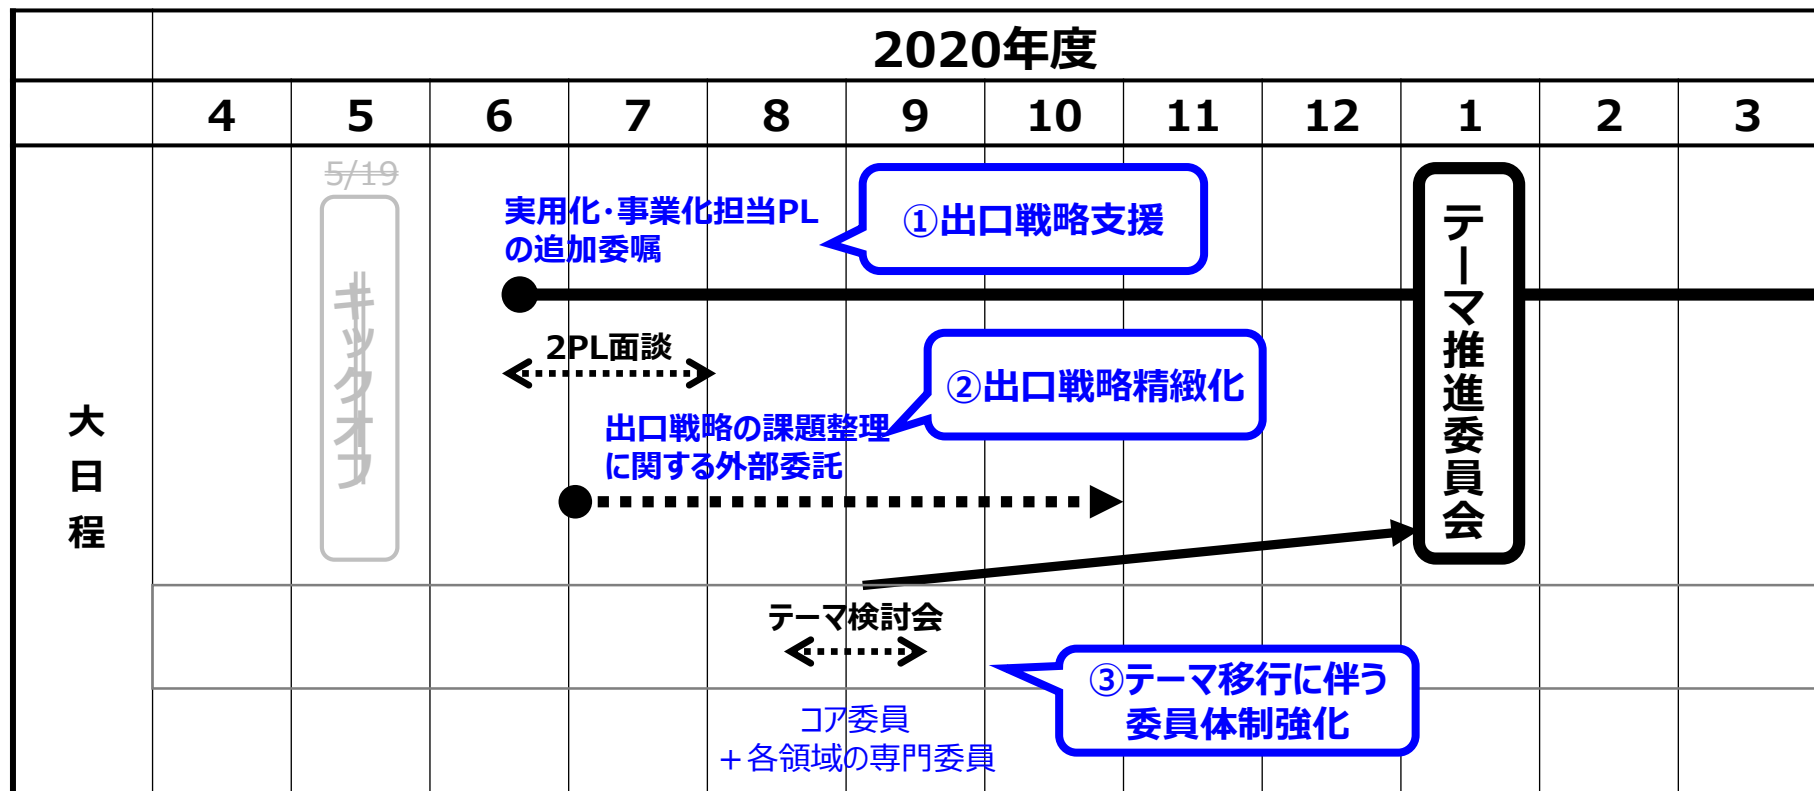 2020年度
4 5 6 7 8 9 10 11 12 1 2 3
大日程
5/19
キックオフ
実用化・事業化担当PL
の追加委嘱
①出口戦略支援
テーマ推進委員会
2PL面談
②出口戦略精緻化
出口戦略の課題整理
に関する外部委託
テーマ検討会
③テーマ移行に伴う
委員体制強化
コア委員
+各領域の専門委員